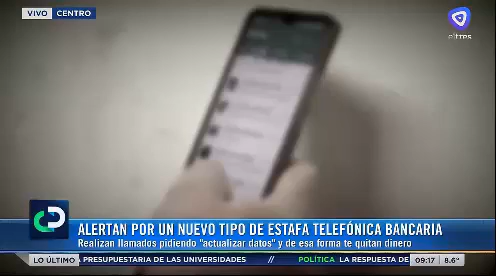 VIVO CENTRO
eltres
ALERTAN POR UN NUEVO TIPO DE ESTAFA TELEFÓNICA BANCARIA
Realizan llamados pidiendo "actualizar datos" y de esa forma te quitan dinero
LO ÚLTIMO PRESUPUESTARIA DE LAS UNIVERSIDADES // POLÍTICA LA RESPUESTA DE 09:17 8.6°